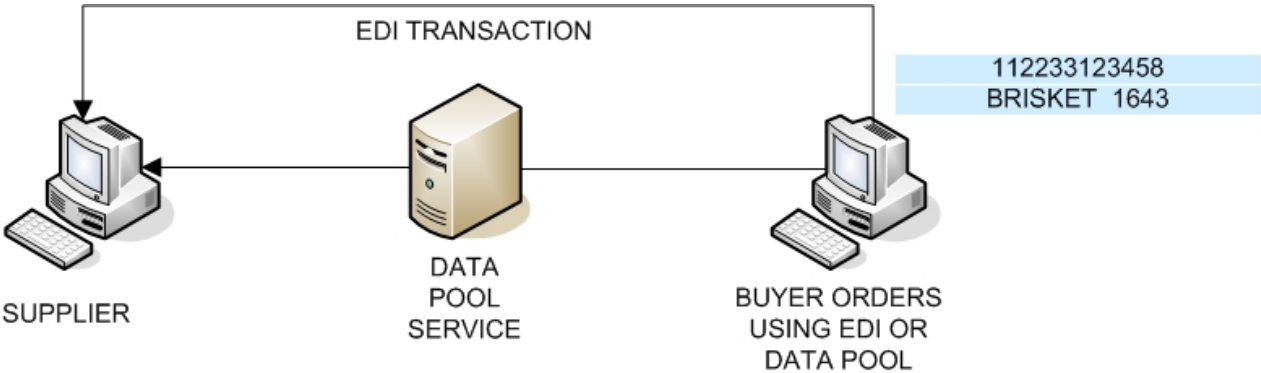 EDI TRANSACTION
112233123458
BRISKET 1643
DATA
POOL
SERVICE
SUPPLIER
BUYER ORDERS
USING EDI OR
DATA POOL